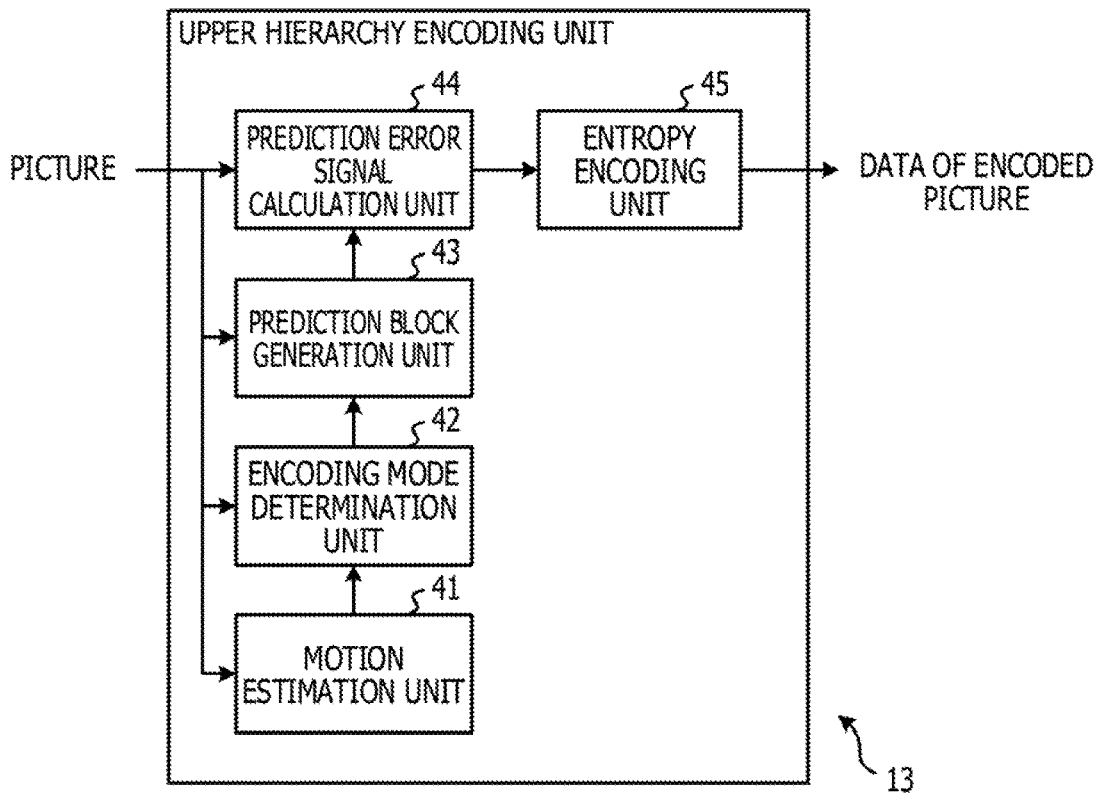 UPPER HIERARCHY ENCODING UNIT
44
45
PICTURE
PREDICTION ERROR
SIGNAL
CALCULATION UNIT
ENTROPY
ENCODING
UNIT
DATA OF ENCODED
PICTURE
43
PREDICTION BLOCK
GENERATION UNIT
42
ENCODING MODE
DETERMINATION
UNIT
41
MOTION
ESTIMATION UNIT
13